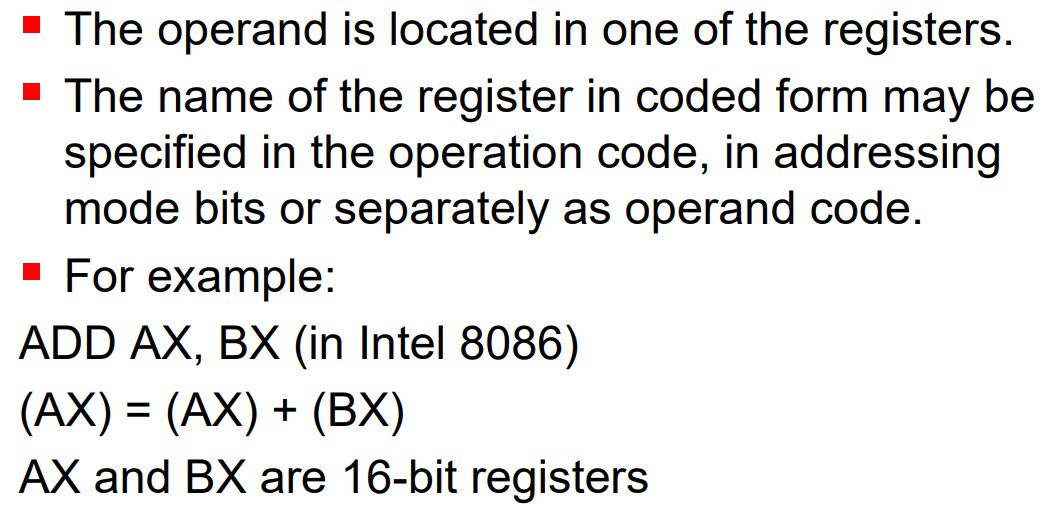 ▪ The operand is located in one of the registers.
▪ The name of the register in coded form may be
specified in the operation code, in addressing
mode bits or separately as operand code.
▪ For example:
ADD AX, BX (in Intel 8086)
(AX) = (AX) + (BX)
AX and BX are 16-bit registers